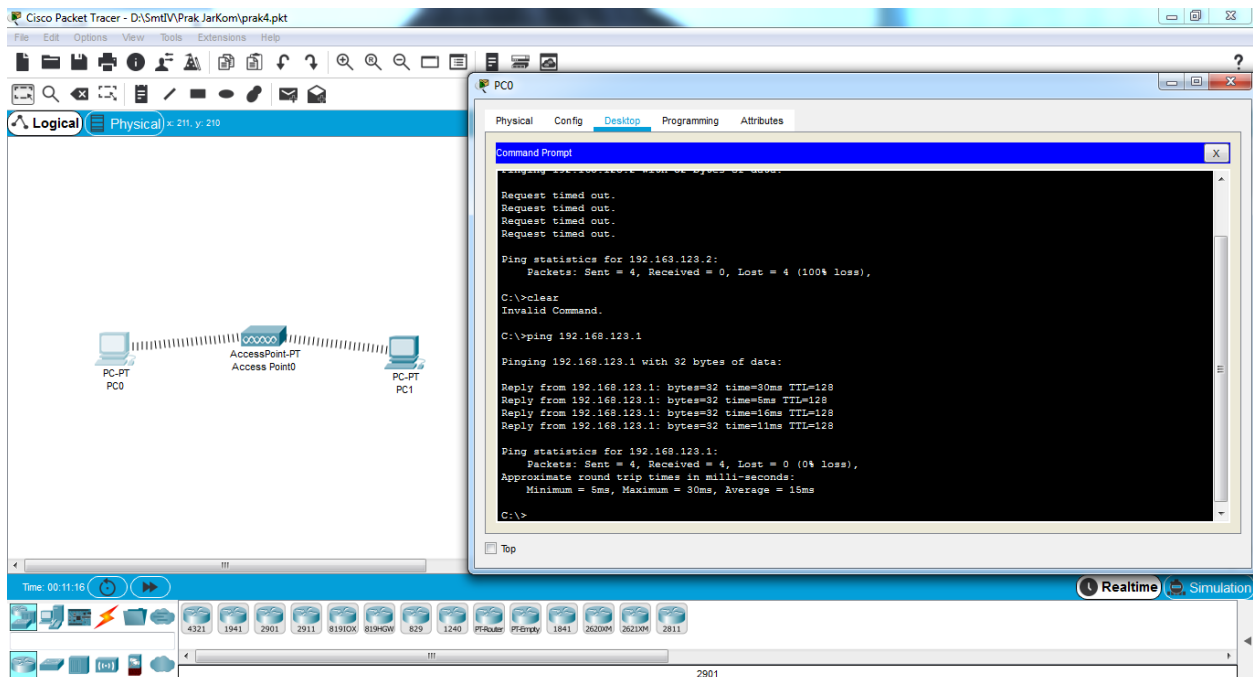 Cisco Packet Tracer - D:\SmtIV\Prak JarKom\prak4.pkt
File Edit Options View Tools Extensions Help
?
Logical
Physical
x: 211, y: 210
PC-PT
PC0
AccessPoint-PT
Access Point0
PC-PT
PC1
PC0
Physical Config Desktop Programming Attributes
Command Prompt
X
with 32 bytes of data:
Request timed out.
Request timed out.
Request timed out.
Request timed out.
Ping statistics for 192.163.123.2:
Packets: Sent = 4, Received = 0, Lost = 4 (100% loss),
C:\>clear
Invalid Command.
C:\>ping 192.168.123.1
Pinging 192.168.123.1 with 32 bytes of data:
Reply from 192.168.123.1: bytes=32 time=30ms TTL=128
Reply from 192.168.123.1: bytes=32 time=5ms TTL=128
Reply from 192.168.123.1: bytes=32 time=16ms TTL=128
Reply from 192.168.123.1: bytes=32 time=11ms TTL=128
Ping statistics for 192.168.123.1:
Packets: Sent = 4, Received = 4, Lost = 0 (0% loss),
Approximate round trip times in milli-seconds:
Minimum = 5ms, Maximum = 30ms, Average = 15ms
C:\>
Top
Time: 00:11:16
Realtime
Simulation
4321 1941 2901 2911 819IOX 819HGW 829 1240 PT-Router PT-Empty 1841 2620XM 2621XM 2811
2901